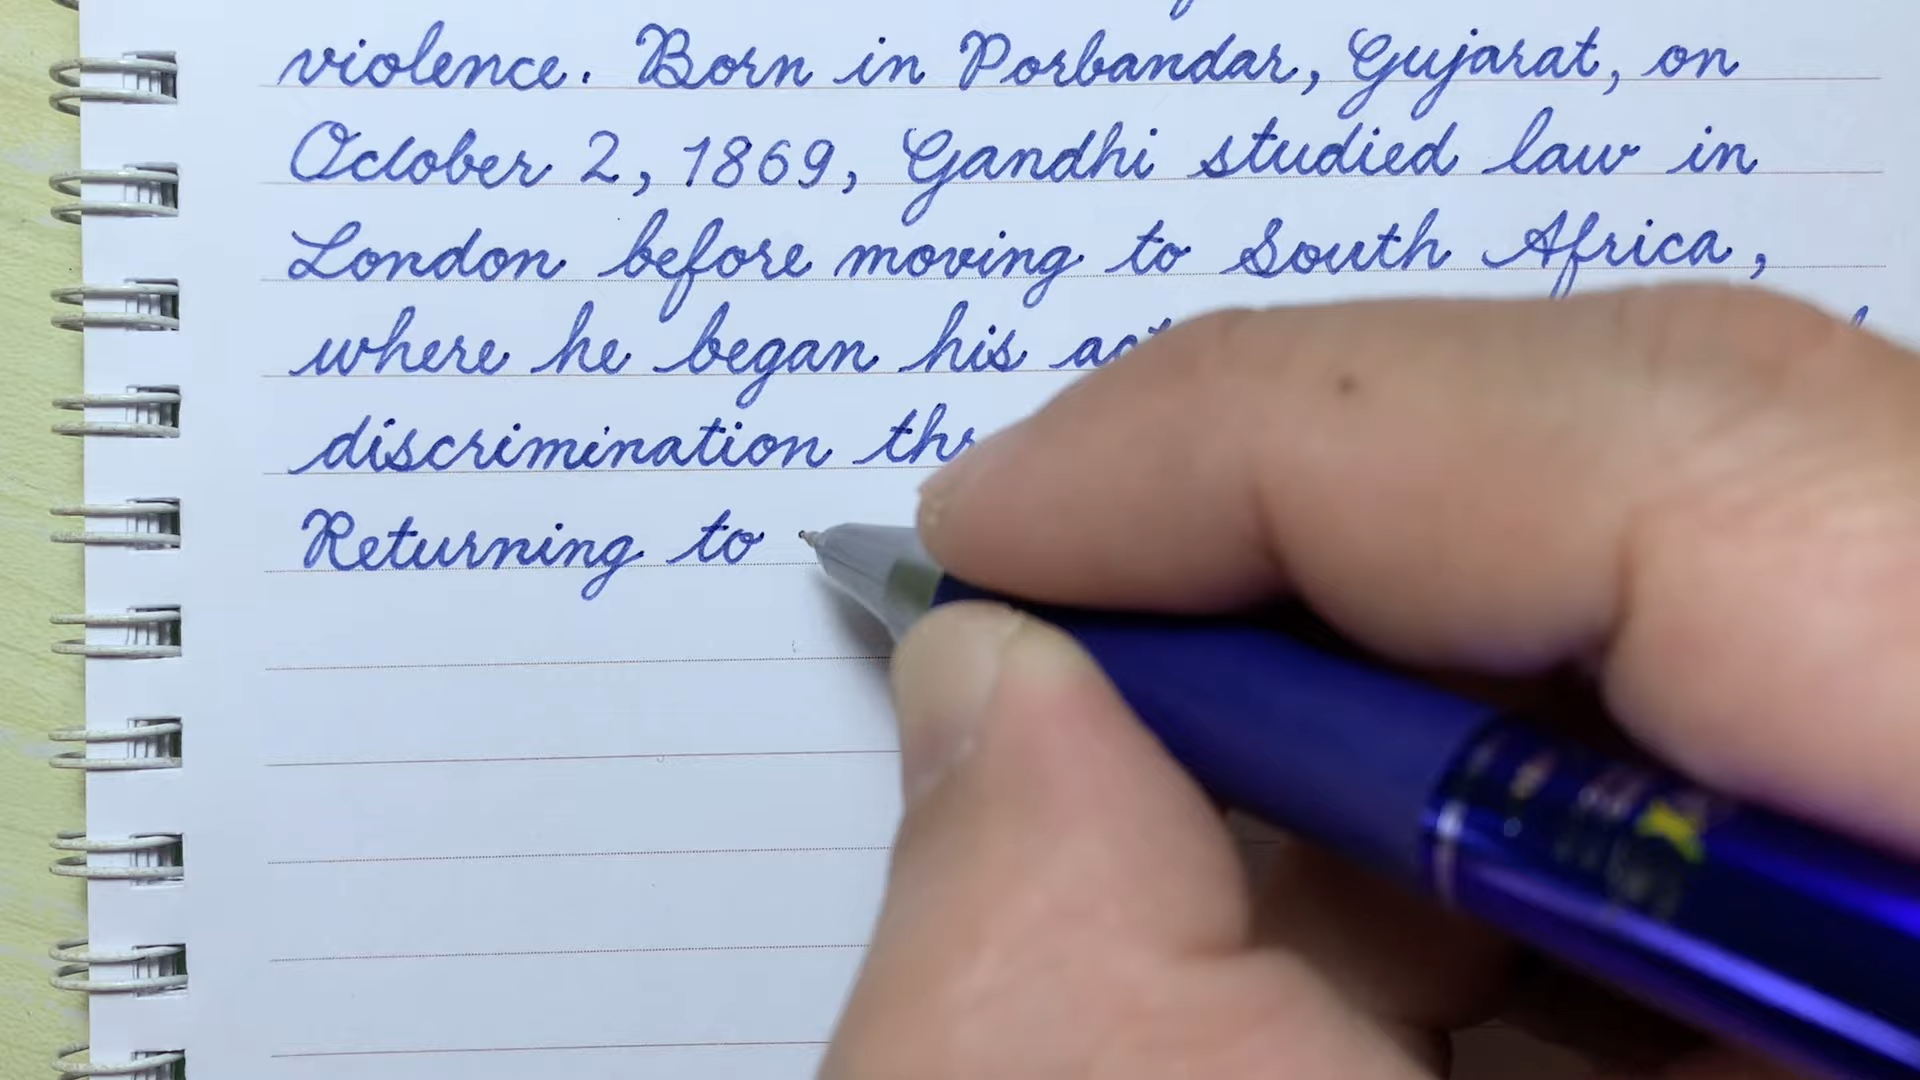 violence. Born in Porbandar, Gujarat, on
October 2, 1869, Gandhi studied law in
London before moving to South Africa,
where he began his
discrimination
Returning to